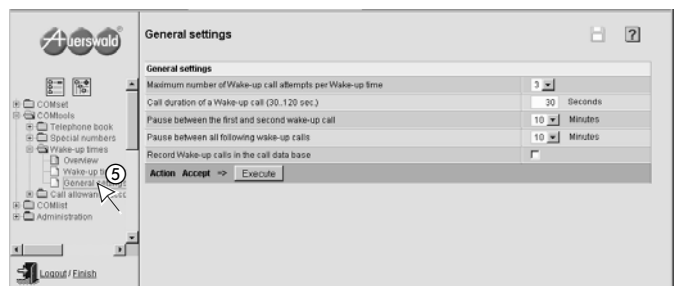 Auerswald
General settings
?
General settings
Maximum number of Wake-up call attempts per Wake-up time 3
Call duration of a Wake-up call (30..120 sec.) 30 Seconds
Pause between the first and second wake-up call 10 Minutes
Pause between all following wake-up calls 10 Minutes
Record Wake-up calls in the call data base
Action Accept => Execute
COMset
COMtools
Telephone book
Special numbers
Wake-up times
Overview
Wake-up
5
General
Call
COMlist
Administration
Logout / Finish